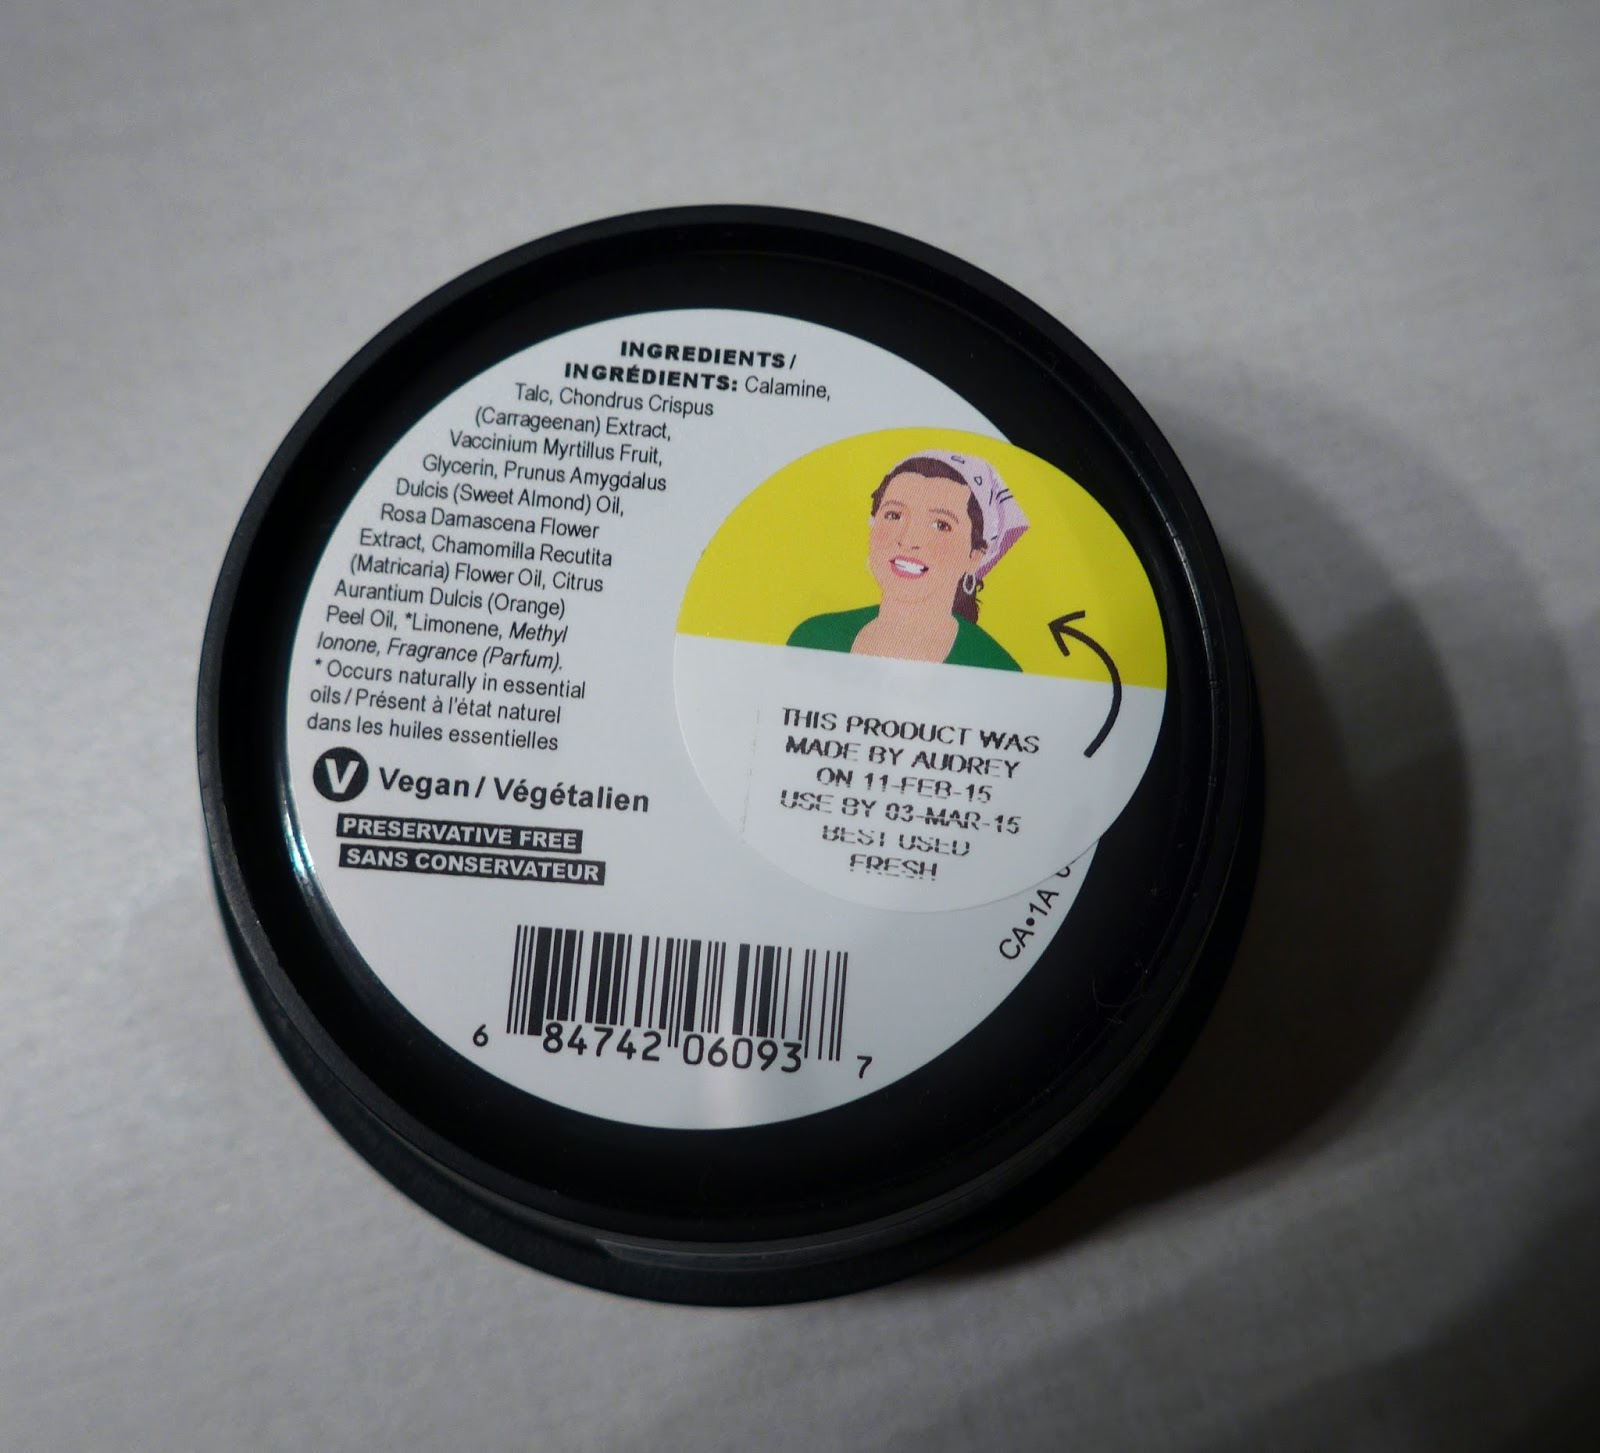 INGREDIENTS/
INGRÉDIENTS: Calamine,
Talc, Chondrus Crispus
(Carrageenan) Extract,
Vaccinium Myrtillus Fruit,
Glycerin, Prunus Amygdalus
Dulcis (Sweet Almond) Oil,
Rosa Damascena Flower
Extract, Chamomilla Recutita
(Matricaria) Flower Oil, Citrus
Aurantium Dulcis (Orange)
Peel Oil, *Limonene, Methyl
Ionone, Fragrance (Parfum).
* Occurs naturally in essential
oils / Présent à l'état naturel
dans les huiles essentielles
V Vegan / Végétalien
PRESERVATIVE FREE
SANS CONSERVATEUR
THIS PRODUCT WAS
MADE BY AUDREY
ON 11-FEB-15
USE BY 03-MAR-15
BEST USED
FRESH
CA•1A
6 84742 06093 7